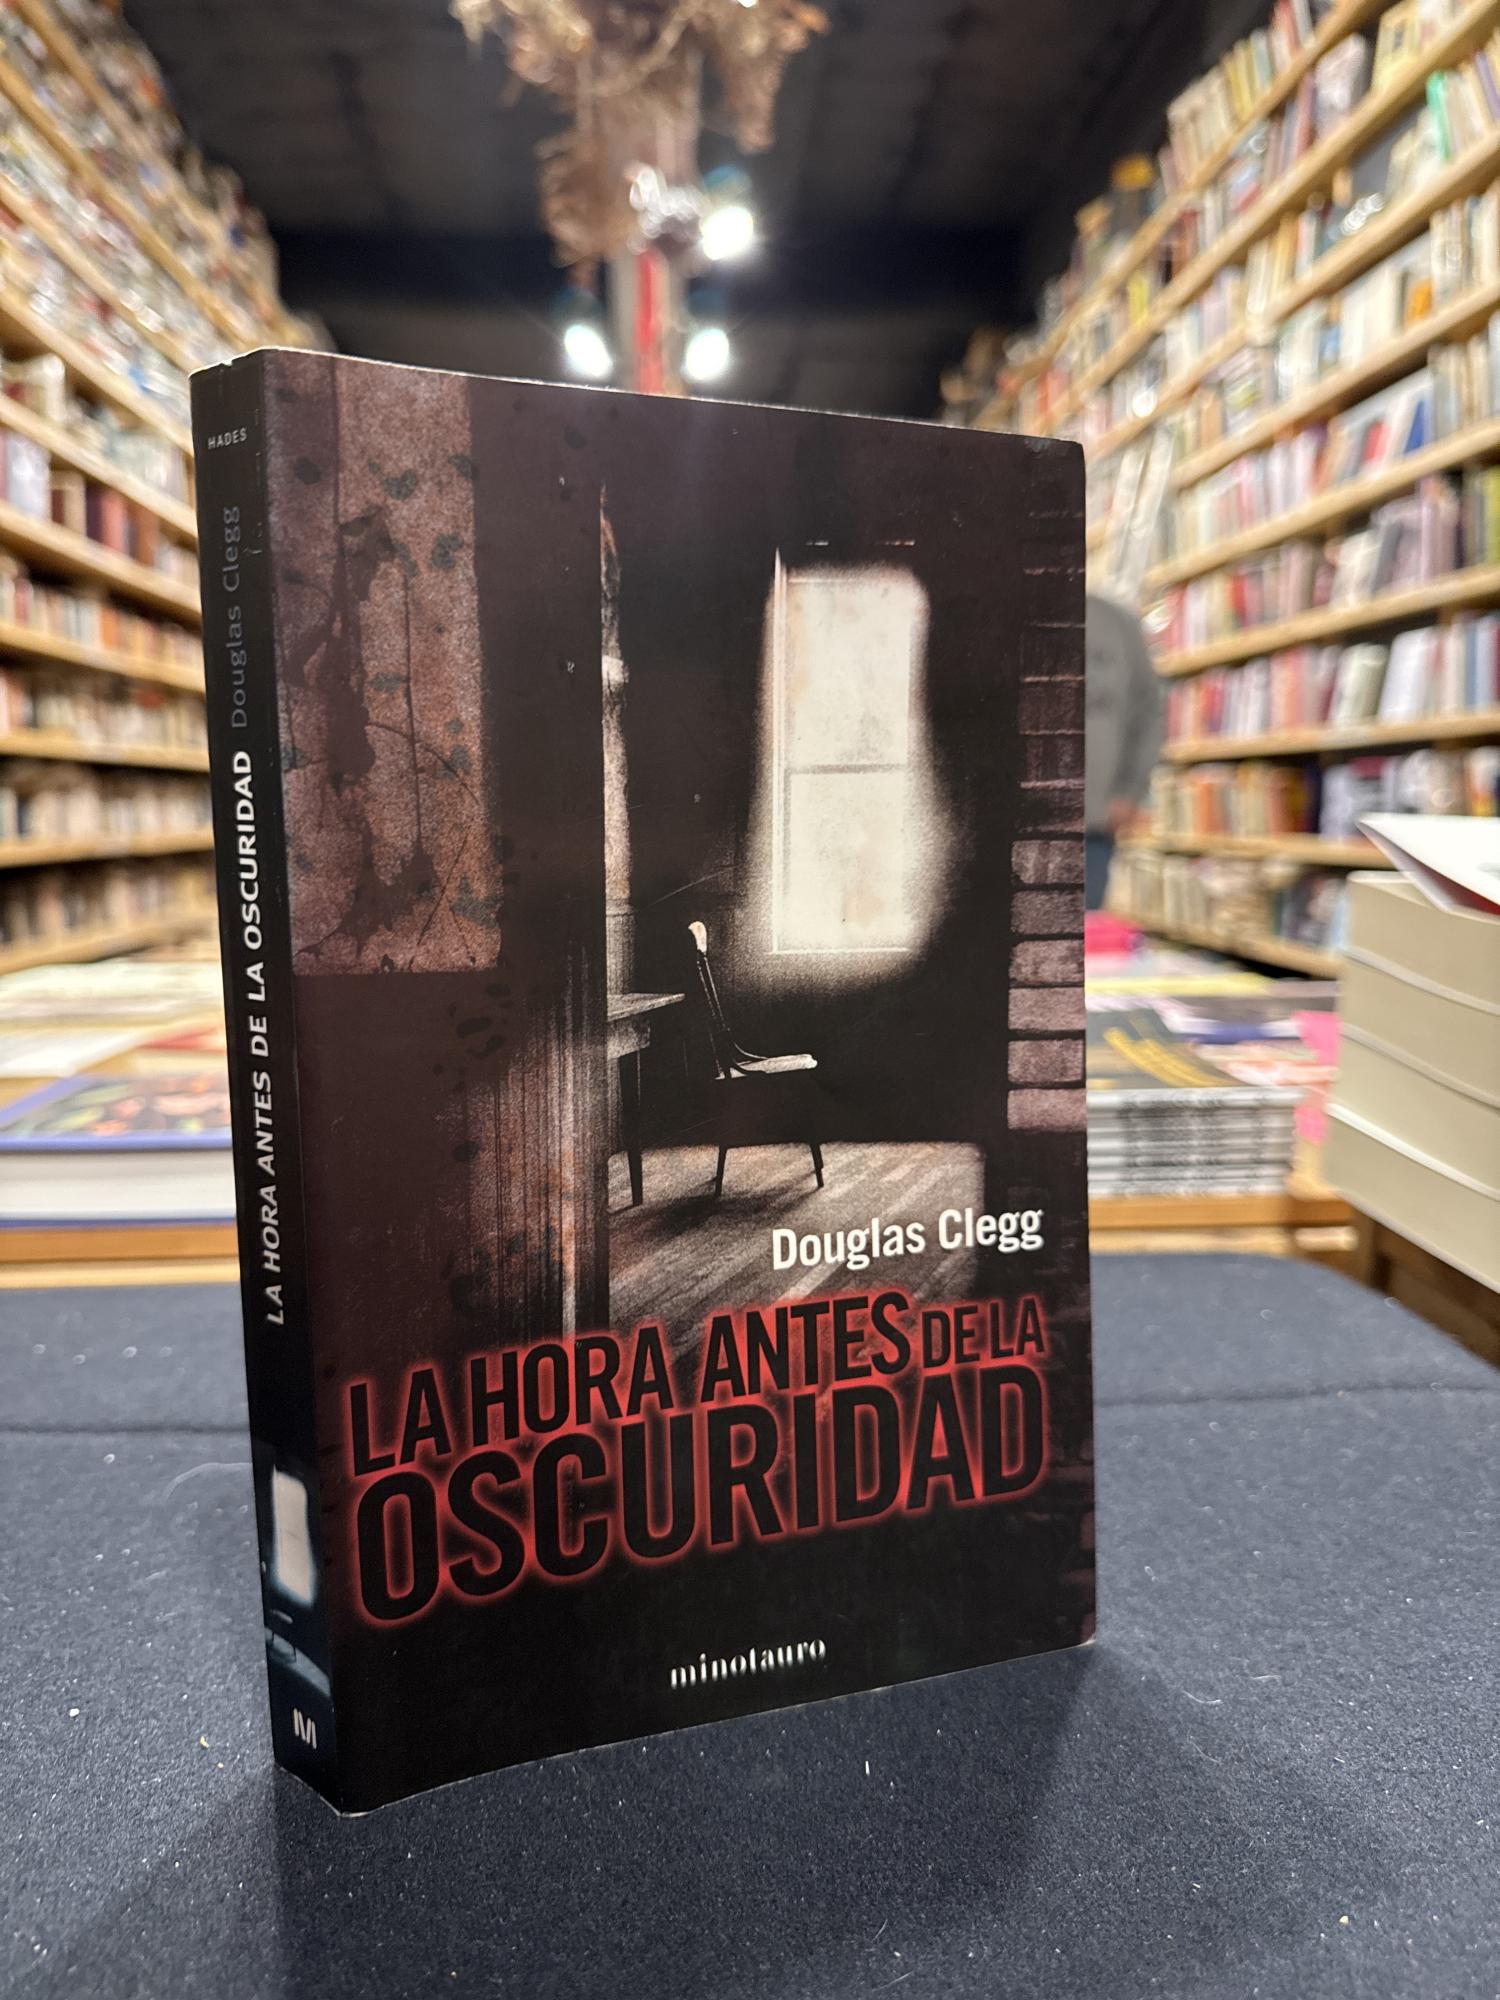 HADES
Douglas Clegg
LA HORA ANTES DE LA OSCURIDAD
M
Douglas Clegg
LA HORA ANTES DE LA
OSCURIDAD
minotauro